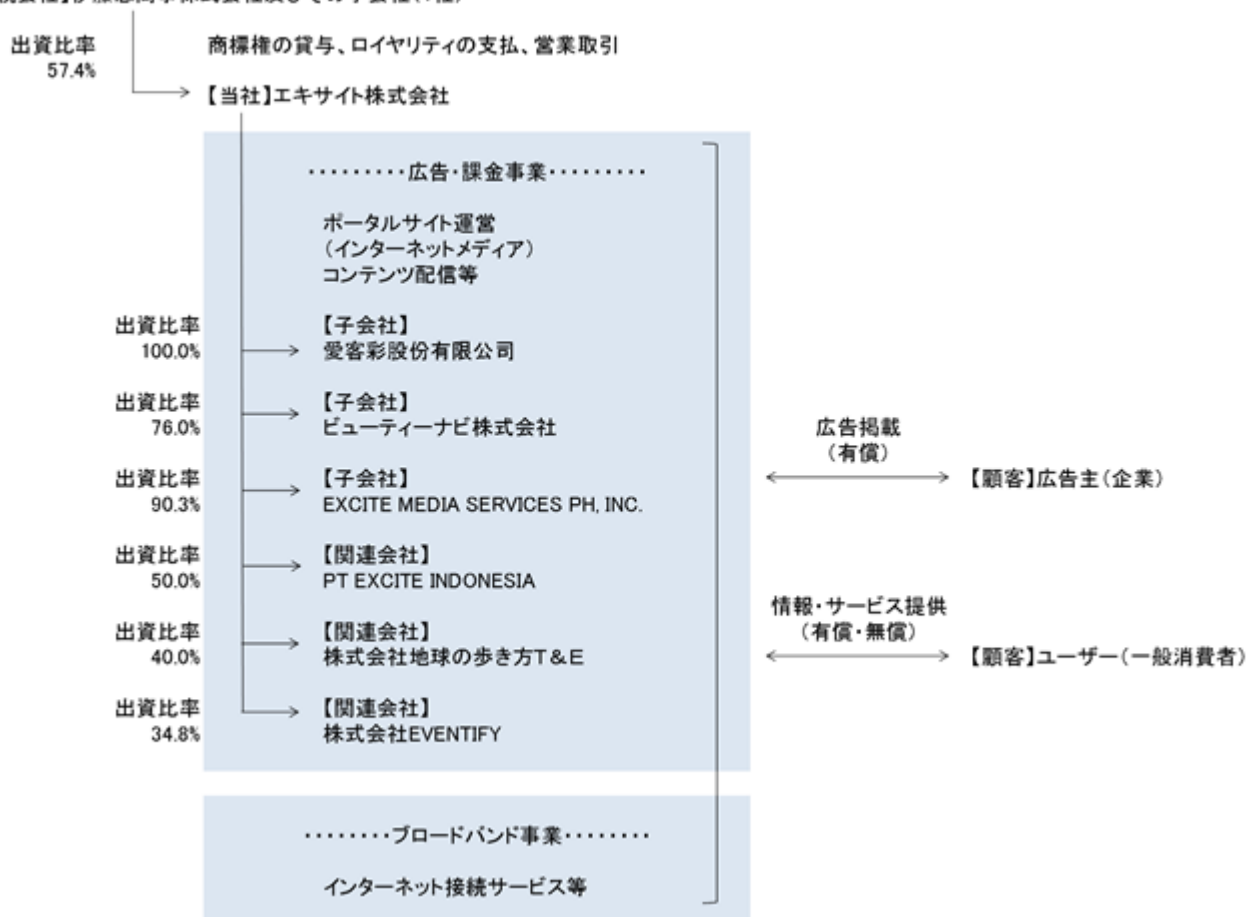 出資比率
57.4%
商標権の貸与、ロイヤリティの支払、営業取引
【当社】エキサイト株式会社
・・・・・・・・・広告・課金事業・・・・・・・・・
ポータルサイト運営
（インターネットメディア）
コンテンツ配信等
出資比率
100.0%
【子会社】
愛客彩股份有限公司
出資比率
76.0%
【子会社】
ビューティーナビ株式会社
出資比率
90.3%
【子会社】
EXCITE MEDIA SERVICES PH, INC.
出資比率
50.0%
【関連会社】
PT EXCITE INDONESIA
出資比率
40.0%
【関連会社】
株式会社地球の歩き方T＆E
出資比率
34.8%
【関連会社】
株式会社EVENTIFY
広告掲載
（有償）
【顧客】広告主（企業）
情報・サービス提供
（有償・無償）
【顧客】ユーザー（一般消費者）
・・・・・・・・ブロードバンド事業・・・・・・・・
インターネット接続サービス等